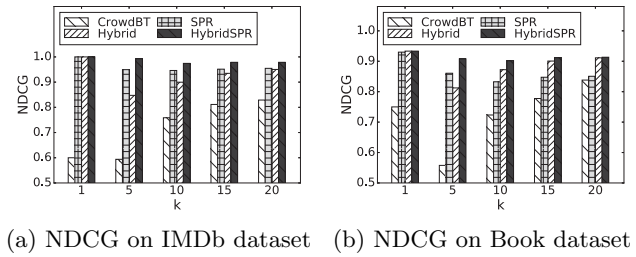 CrowdBT SPR
Hybrid HybridSPR
NDCG
1.0
0.9
0.8
0.7
0.6
0.5
1 5 10 15 20
k
(a) NDCG on IMDb dataset
CrowdBT SPR
Hybrid HybridSPR
NDCG
1.0
0.9
0.8
0.7
0.6
0.5
1 5 10 15 20
k
(b) NDCG on Book dataset